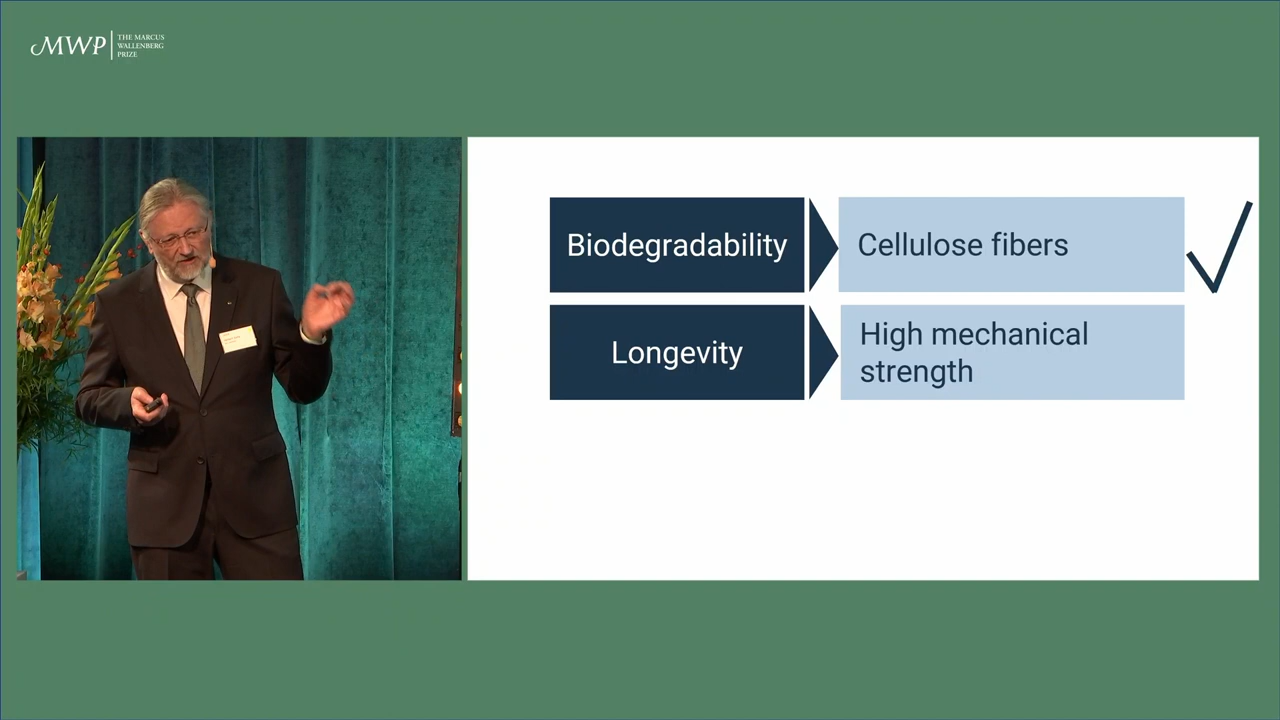 MWP
THE MARCUS
WALLENBERG
PRIZE
Biodegradability
Cellulose fibers
Longevity
High mechanical
strength